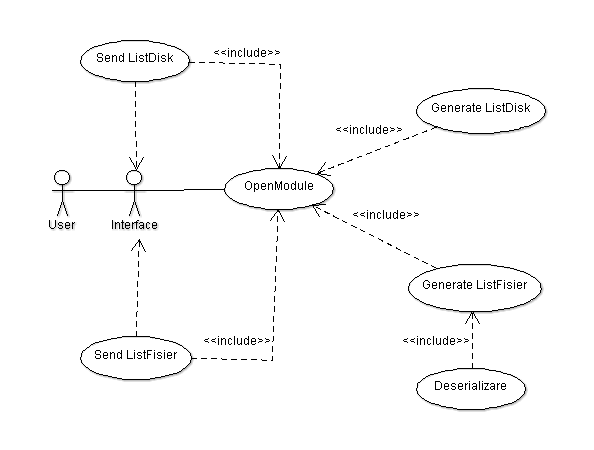 <<include>>
Send ListDisk
Generate ListDisk
<<include>>
OpenModule
<<include>>
User
Interface
Generate ListFisier
<<include>>
<<include>>
Send ListFisier
Deserializare